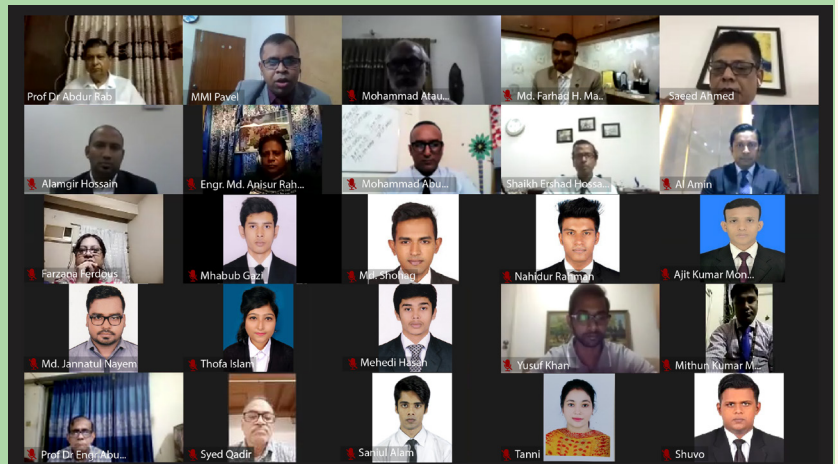 Prof Dr Abdur Rab
MMI Pavel
Mohammad Atau...
Md. Farhad H. Ma..
Saeed Ahmed
Alamgir Hossain
Engr. Md. Anisur Rah...
Mohammad Abu...
Shaikh Ershad Hossa...
Al Amin
Farzana Ferdous
Mhabub Gazi
Md. Shohag
Nahidur Rahman
Ajit Kumar Mon...
Md. Jannatul Nayem
Thofa Islam
Mehedi Hasan
Yusuf Khan
Mithun Kumar M...
Prof Dr Engr Abu...
Syed Qadir
Saniul Alam
Tanni
Shuvo